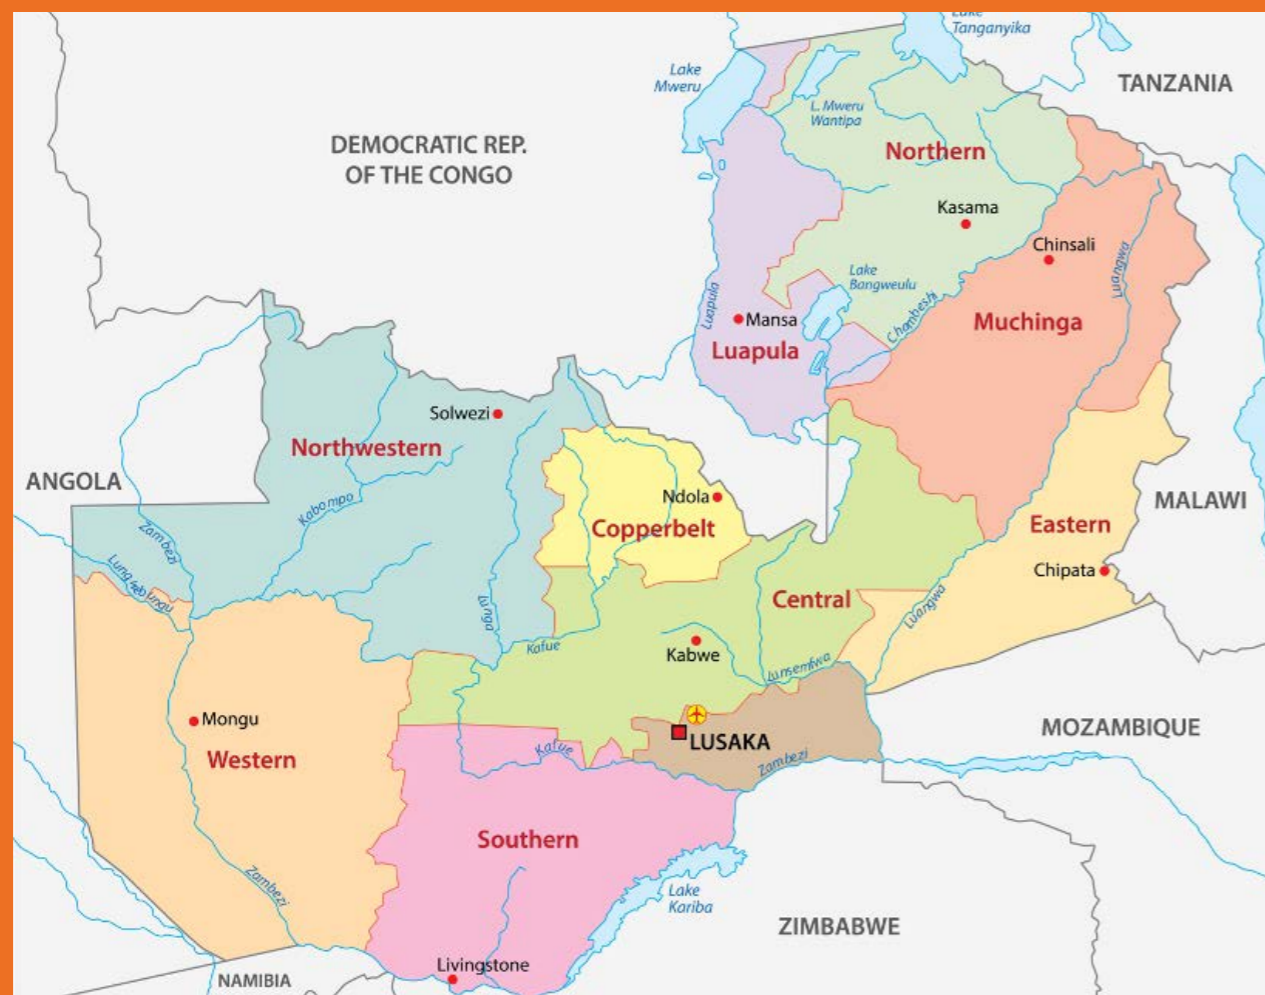 Lake
Tanganyika
Lake
Mweru
TANZANIA
L. Mweru
Wantipa
DEMOCRATIC REP.
OF THE CONGO
Northern
Kasama
Chinsali
Luangwa
Lake
Bangweulu
Luapula
Chambeshi
Mansa
Muchinga
Luapula
Solwezi
Northwestern
ANGOLA
Ndola
Kabompo
MALAWI
Copperbelt
Eastern
Zambezi
Chipata
Lungwebungu
Central
Luangwa
Lunga
Kafue
Kabwe
Lunsemfwa
Mongu
MOZAMBIQUE
LUSAKA
Kafue
Western
Zambezi
Southern
Zambezi
Lake
Kariba
ZIMBABWE
Livingstone
NAMIBIA